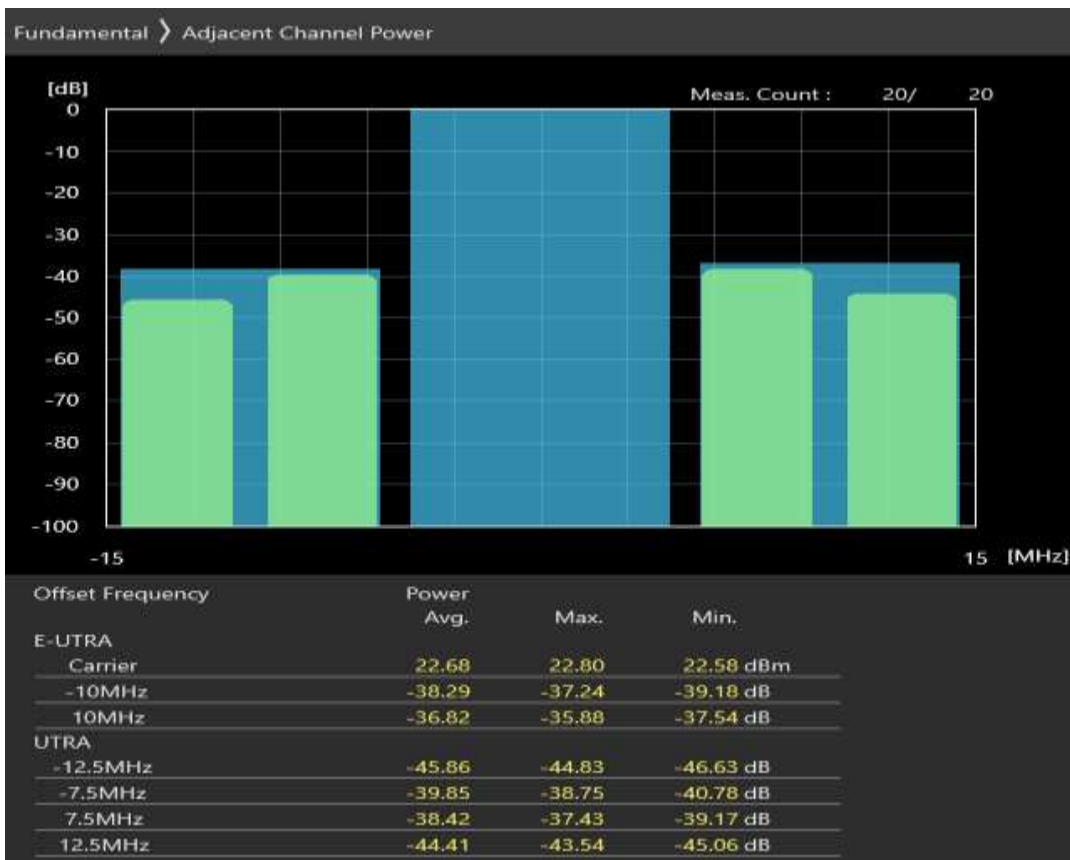 Fundamental ❯ Adjacent Channel Power
[dB]
Meas. Count : 20/ 20
0
-10
-20
-30
-40
-50
-60
-70
-80
-90
-100
-15 15 [MHz]
Offset Frequency Power
Avg. Max. Min.
E-UTRA
Carrier 22.68 22.80 22.58 dBm
-10MHz -38.29 -37.24 -39.18 dB
10MHz -36.82 -35.88 -37.54 dB
UTRA
-12.5MHz -45.86 -44.83 -46.63 dB
-7.5MHz -39.85 -38.75 -40.78 dB
7.5MHz -38.42 -37.43 -39.17 dB
12.5MHz -44.41 -43.54 -45.06 dB